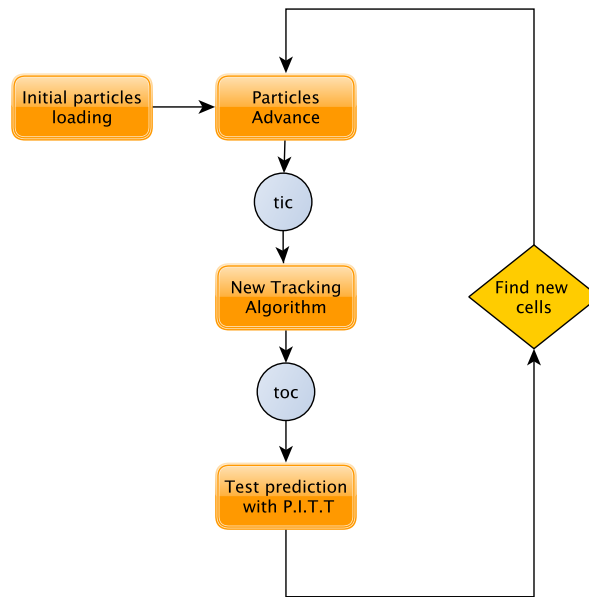 Initial particles
loading
Particles
Advance
tic
New Tracking
Algorithm
Find new
cells
toc
Test prediction
with P.I.T.T